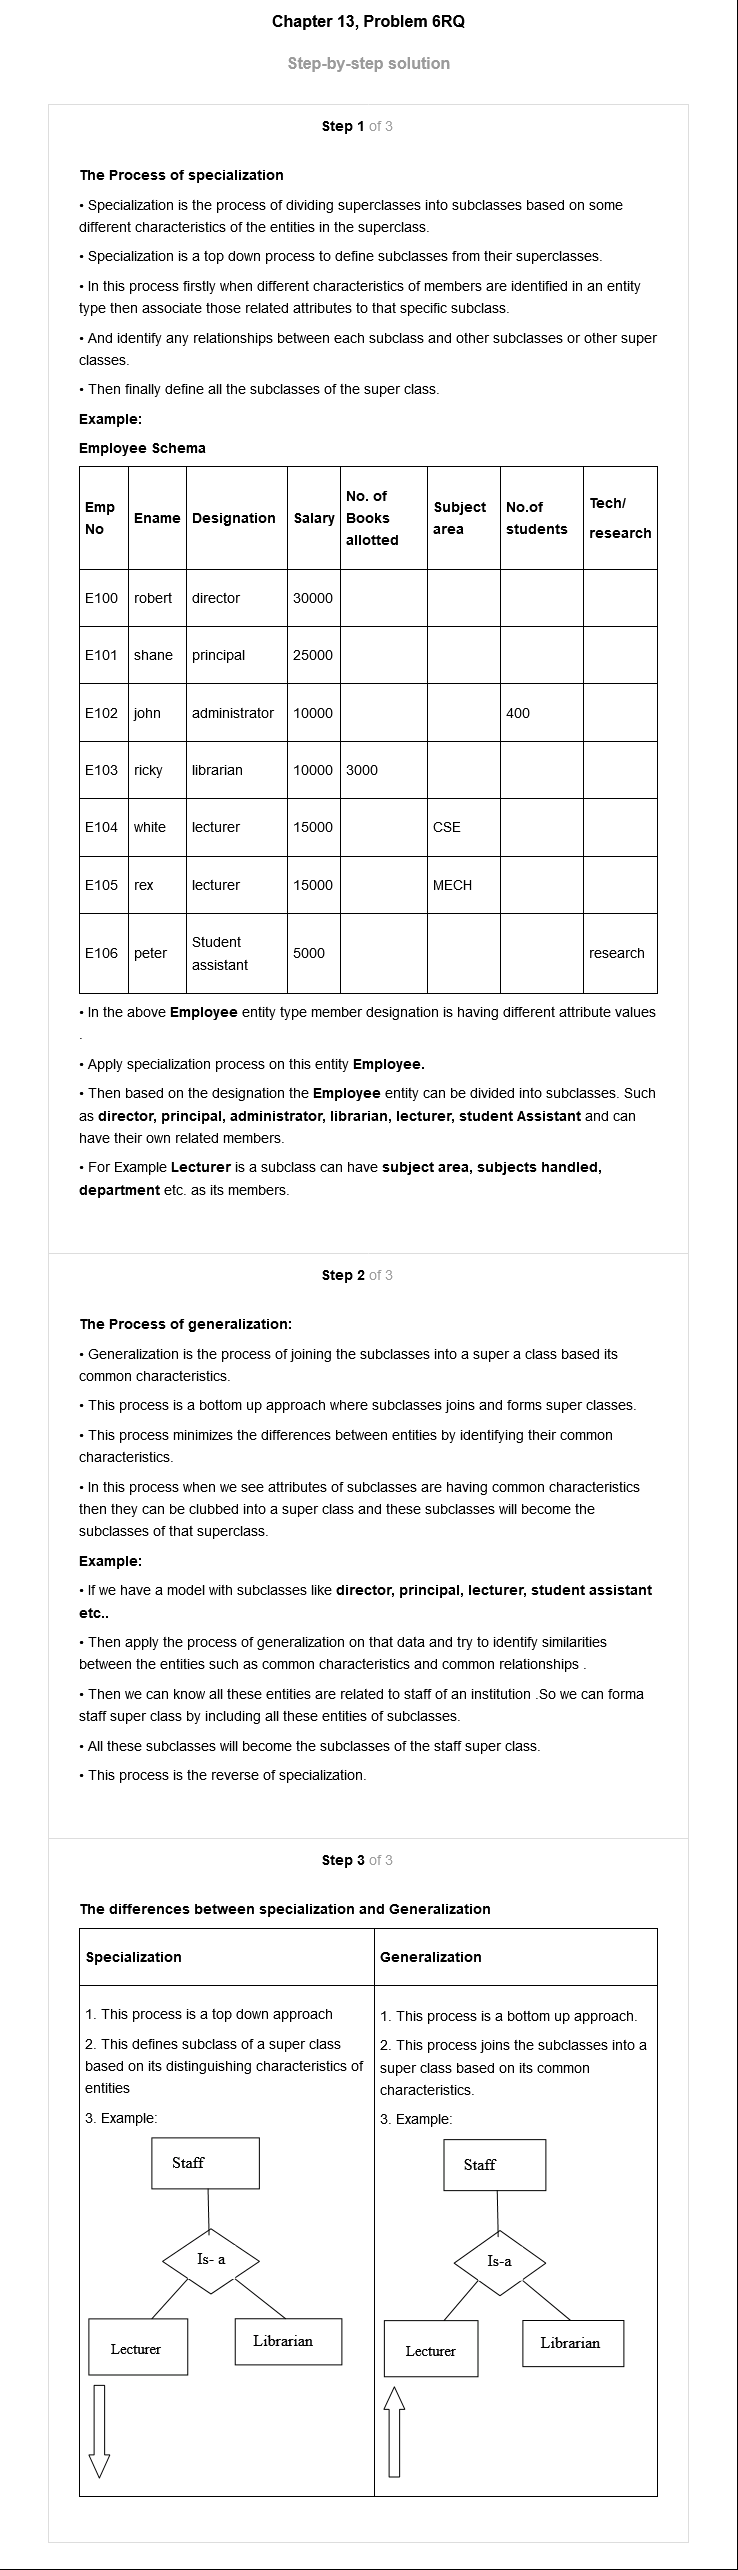 Chapter 13, Problem 6RQ
Step-by-step solution
Step 1 of 3
The Process of specialization
• Specialization is the process of dividing superclasses into subclasses based on some
different characteristics of the entities in the superclass.
• Specialization is a top down process to define subclasses from their superclasses.
• In this process firstly when different characteristics of members are identified in an entity
type then associate those related attributes to that specific subclass.
• And identify any relationships between each subclass and other subclasses or other super
classes.
• Then finally define all the subclasses of the super class.
Example:
Employee Schema
Emp No Ename Designation Salary No. of Books allotted Subject area No.of students Tech/ research
E100 robert director 30000
E101 shane principal 25000
E102 john administrator 10000 400
E103 ricky librarian 10000 3000
E104 white lecturer 15000 CSE
E105 rex lecturer 15000 MECH
E106 peter Student assistant 5000 research
• In the above Employee entity type member designation is having different attribute values
.
• Apply specialization process on this entity Employee.
• Then based on the designation the Employee entity can be divided into subclasses. Such
as director, principal, administrator, librarian, lecturer, student Assistant and can
have their own related members.
• For Example Lecturer is a subclass can have subject area, subjects handled,
department etc. as its members.
Step 2 of 3
The Process of generalization:
• Generalization is the process of joining the subclasses into a super a class based its
common characteristics.
• This process is a bottom up approach where subclasses joins and forms super classes.
• This process minimizes the differences between entities by identifying their common
characteristics.
• In this process when we see attributes of subclasses are having common characteristics
then they can be clubbed into a super class and these subclasses will become the
subclasses of that superclass.
Example:
• If we have a model with subclasses like director, principal, lecturer, student assistant
etc..
• Then apply the process of generalization on that data and try to identify similarities
between the entities such as common characteristics and common relationships .
• Then we can know all these entities are related to staff of an institution .So we can forma
staff super class by including all these entities of subclasses.
• All these subclasses will become the subclasses of the staff super class.
• This process is the reverse of specialization.
Step 3 of 3
The differences between specialization and Generalization
Specialization
1. This process is a top down approach
2. This defines subclass of a super class
based on its distinguishing characteristics of
entities
3. Example:
Staff
Is- a
Lecturer
Librarian
Generalization
1. This process is a bottom up approach.
2. This process joins the subclasses into a
super class based on its common
characteristics.
3. Example:
Staff
Is-a
Lecturer
Librarian